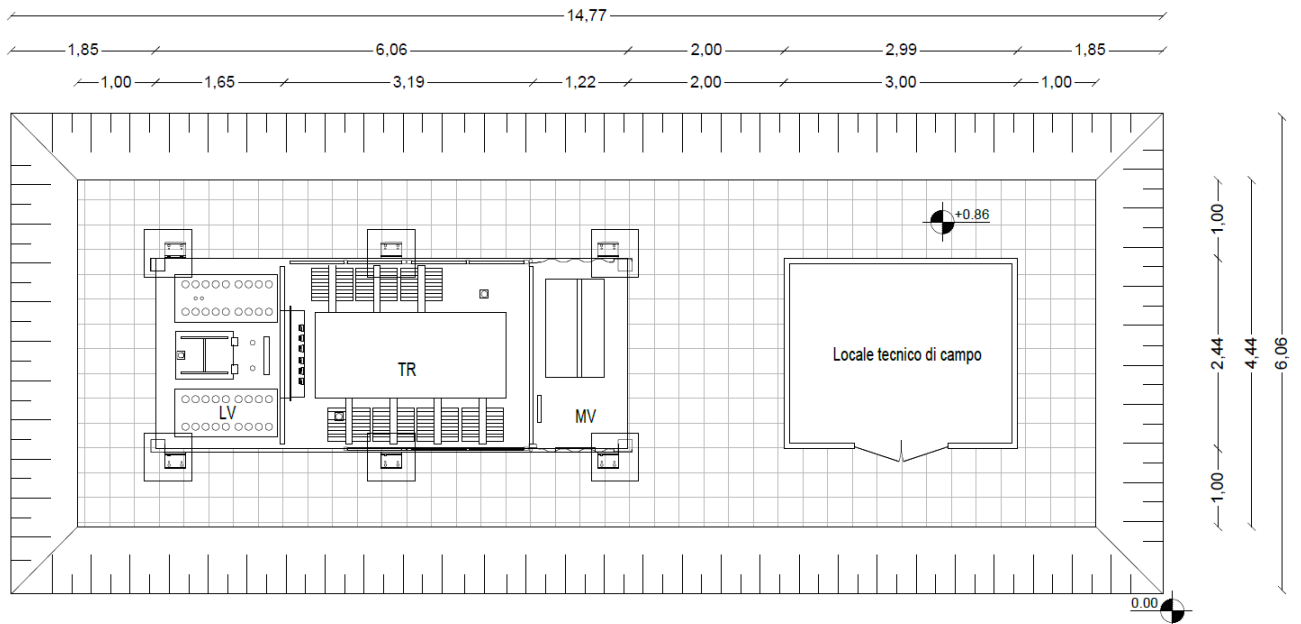 14,77
1,85 6,06 2,00 2,99 1,85
1,00 1,65 3,19 1,22 2,00 3,00 1,00
+0.86
1,00
2,44
4,44
6,06
1,00
Locale tecnico di campo
TR
LV
MV
0.00